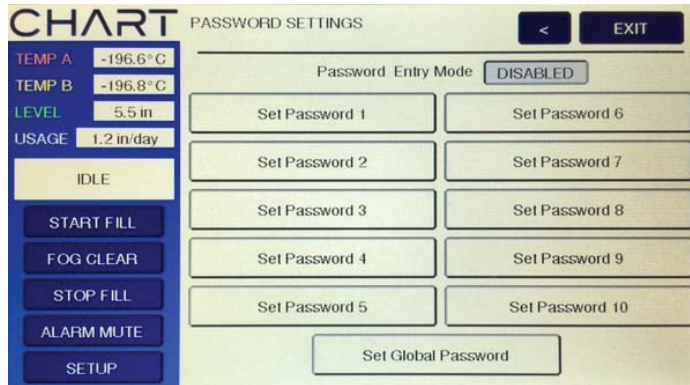 CHART
PASSWORD SETTINGS
<
EXIT
TEMP A -196.6°C
TEMP B -196.8°C
LEVEL 5.5 in
USAGE 1.2 in/day
IDLE
START FILL
FOG CLEAR
STOP FILL
ALARM MUTE
SETUP
Password Entry Mode DISABLED
Set Password 1
Set Password 6
Set Password 2
Set Password 7
Set Password 3
Set Password 8
Set Password 4
Set Password 9
Set Password 5
Set Password 10
Set Global Password